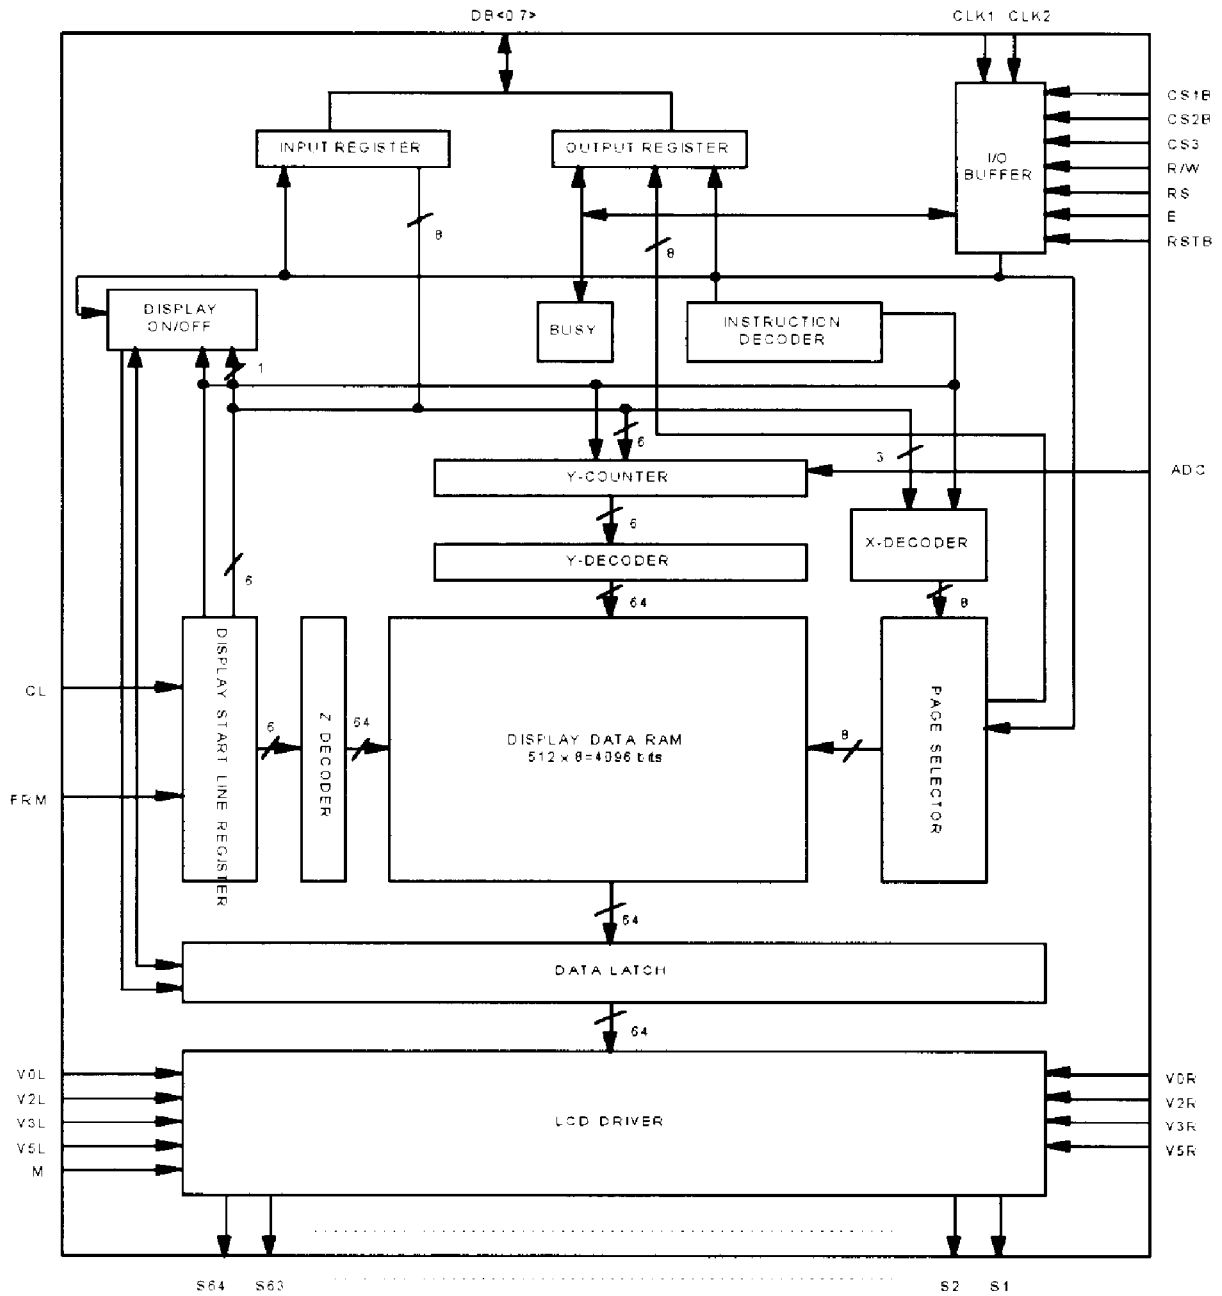 DB<0:7>
CLK1 CLK2
CS1B
CS2B
CS3
R/W
RS
E
RSTB
I/O
BUFFER
INPUT REGISTER
OUTPUT REGISTER
8
8
DISPLAY
ON/OFF
BUSY
INSTRUCTION
DECODER
1
6
3
Y-COUNTER
ADC
6
6
Y-DECODER
X-DECODER
64
8
DISPLAY START LINE REGISTER
Z DECODER
PAGE SELECTOR
CL
FRM
6
64
DISPLAY DATA RAM
512 x 8=4096 bits
8
64
DATA LATCH
64
V0L
V2L
V3L
V5L
M
LCD DRIVER
V0R
V2R
V3R
V5R
S64
S63
S2
S1